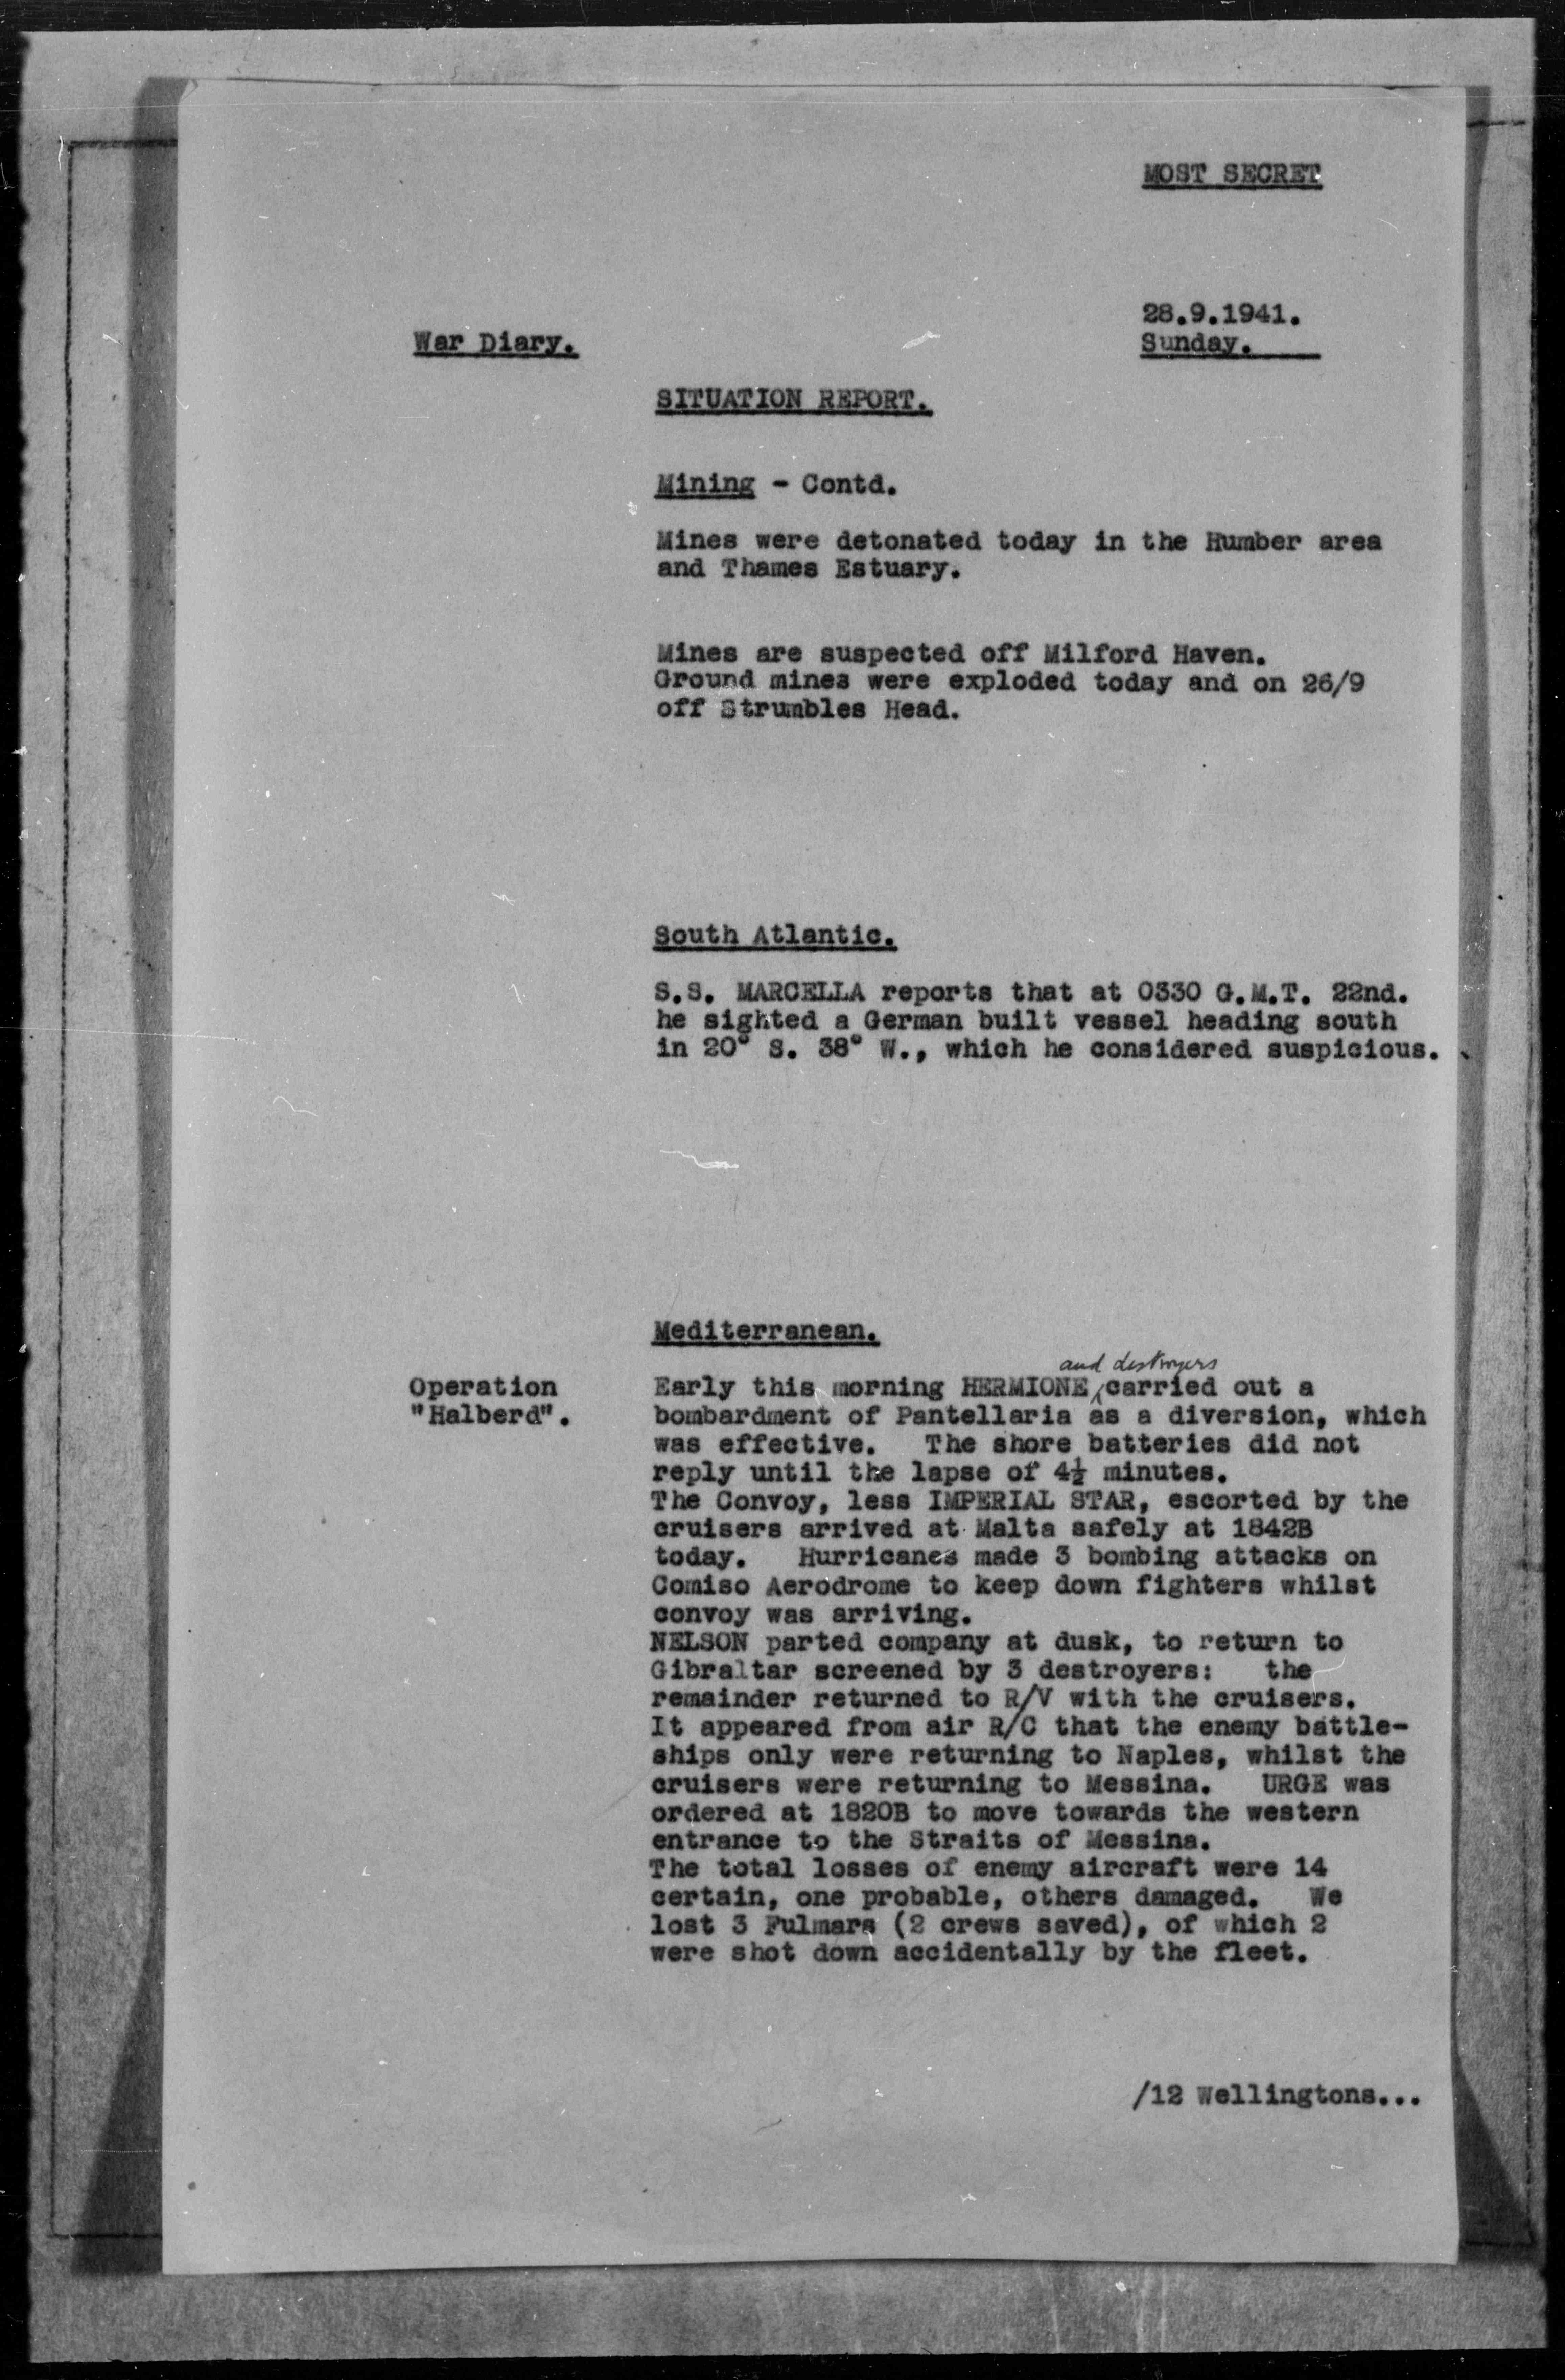 MOST SECRET
28.9.1941.
War Diary.
Sunday.
SITUATION REPORT.
Mining - Contd.
Mines were detonated today in the Humber area
and Thames Estuary.
Mines are suspected off Milford Haven.
Ground mines were exploded today and on 26/9
off Strumbles Head.
South Atlantic.
S.S. MARCELLA reports that at 0330 G.M.T. 22nd.
he sighted a German built vessel heading south
in 20° S. 38° W., which he considered suspicious.
Mediterranean.
and destroyers
Operation
"Halberd".
Early this morning HERMIONE carried out a
bombardment of Pantellaria as a diversion, which
was effective. The shore batteries did not
reply until the lapse of 4½ minutes.
The Convoy, less IMPERIAL STAR, escorted by the
cruisers arrived at Malta safely at 1842B
today. Hurricanes made 3 bombing attacks on
Comiso Aerodrome to keep down fighters whilst
convoy was arriving.
NELSON parted company at dusk, to return to
Gibraltar screened by 3 destroyers: the
remainder returned to R/V with the cruisers.
It appeared from air R/C that the enemy battle-
ships only were returning to Naples, whilst the
cruisers were returning to Messina. URGE was
ordered at 1820B to move towards the western
entrance to the Straits of Messina.
The total losses of enemy aircraft were 14
certain, one probable, others damaged. We
lost 3 Fulmars (2 crews saved), of which 2
were shot down accidentally by the fleet.
/12 Wellingtons...